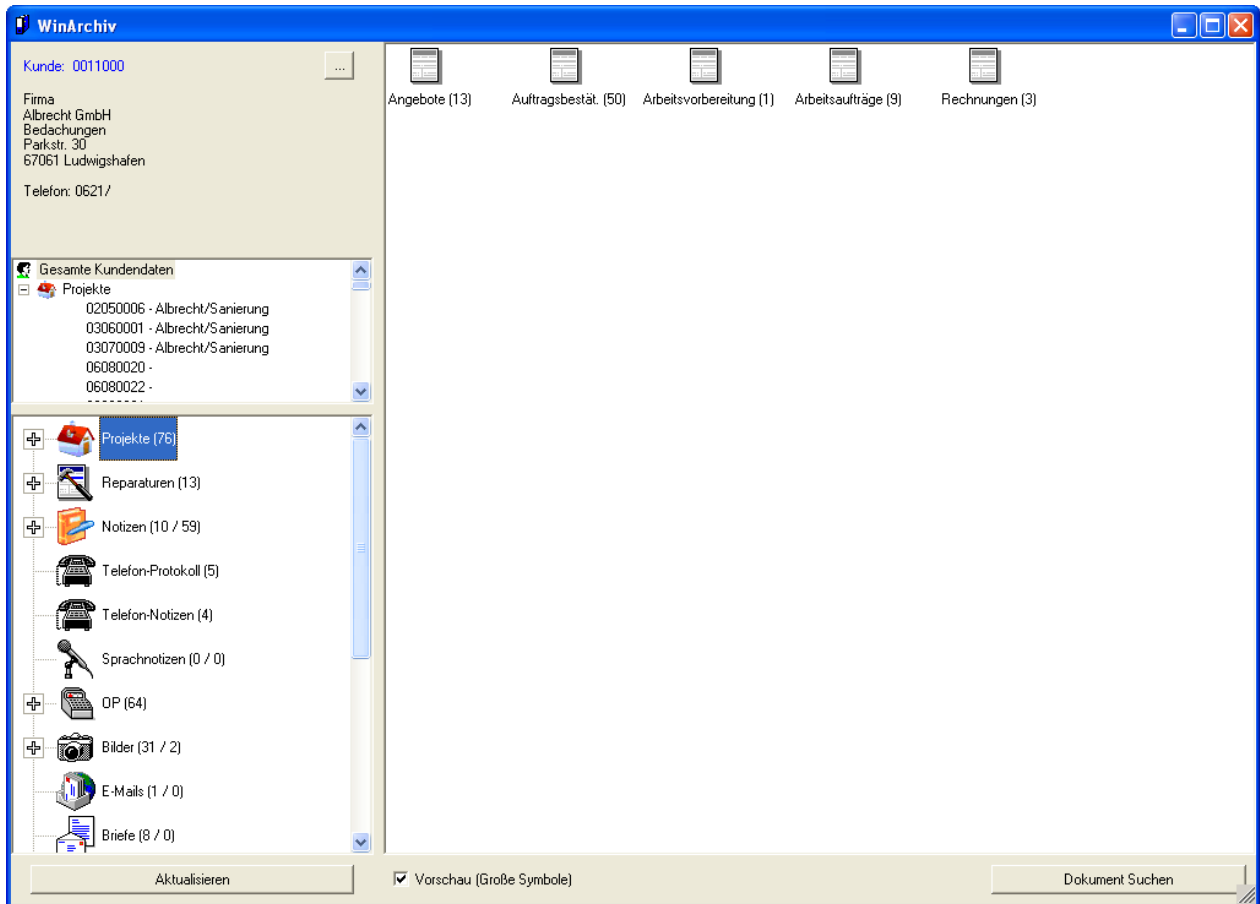 WinArchiv
Kunde: 0011000
...
Firma
Albrecht GmbH
Bedachungen
Parkstr. 30
67061 Ludwigshafen
Telefon: 0621/
Gesamte Kundendaten
Projekte
02050006 - Albrecht/Sanierung
03060001 - Albrecht/Sanierung
03070009 - Albrecht/Sanierung
06080020 -
06080022 -
Projekte (76)
Reparaturen (13)
Notizen (10 / 59)
Telefon-Protokoll (5)
Telefon-Notizen (4)
Sprachnotizen (0 / 0)
OP (64)
Bilder (31 / 2)
E-Mails (1 / 0)
Briefe (8 / 0)
Aktualisieren
Angebote (13) Auftragsbestät. (50) Arbeitsvorbereitung (1) Arbeitsaufträge (9) Rechnungen (3)
Vorschau (Große Symbole)
Dokument Suchen